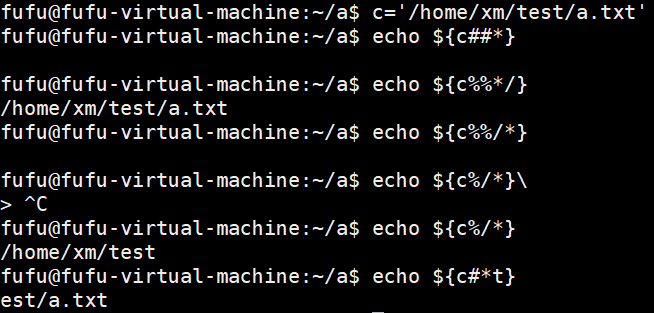 fufu@fufu-virtual-machine:~/a$ c='/home/xm/test/a.txt'
fufu@fufu-virtual-machine:~/a$ echo ${c##*}

fufu@fufu-virtual-machine:~/a$ echo ${c%%*/}
/home/xm/test/a.txt
fufu@fufu-virtual-machine:~/a$ echo ${c%%/*}

fufu@fufu-virtual-machine:~/a$ echo ${c%/*}\
> ^C
fufu@fufu-virtual-machine:~/a$ echo ${c%/*}
/home/xm/test
fufu@fufu-virtual-machine:~/a$ echo ${c#*t}
est/a.txt